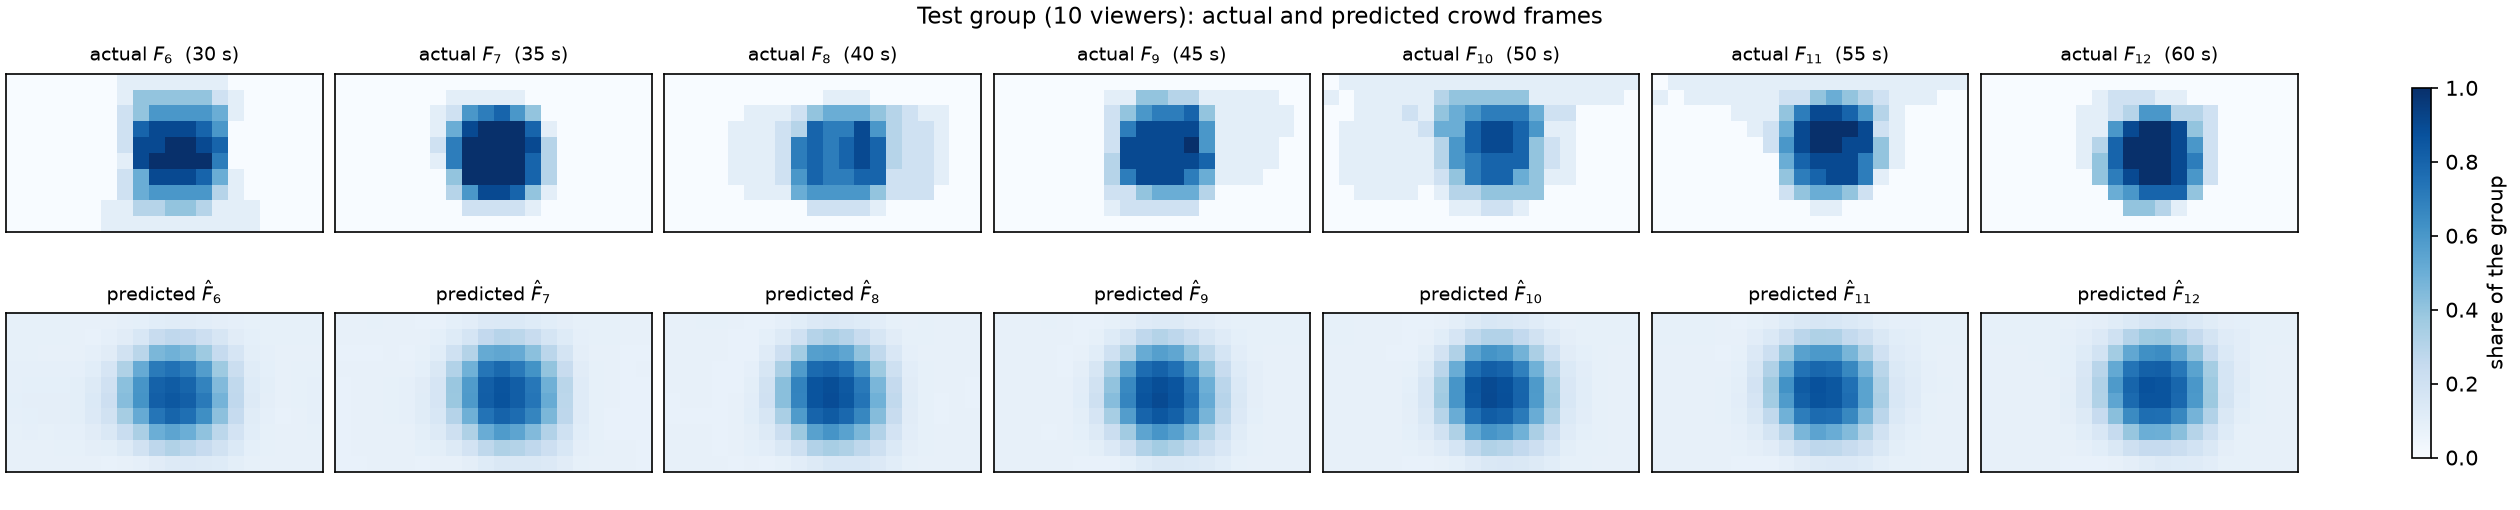 Test group (10 viewers): actual and predicted crowd frames
actual F₆ (30 s)
actual F₇ (35 s)
actual F₈ (40 s)
actual F₉ (45 s)
actual F₁₀ (50 s)
actual F₁₁ (55 s)
actual F₁₂ (60 s)
predicted F̂₆
predicted F̂₇
predicted F̂₈
predicted F̂₉
predicted F̂₁₀
predicted F̂₁₁
predicted F̂₁₂
1.0
0.8
0.6
0.4
0.2
0.0
share of the group